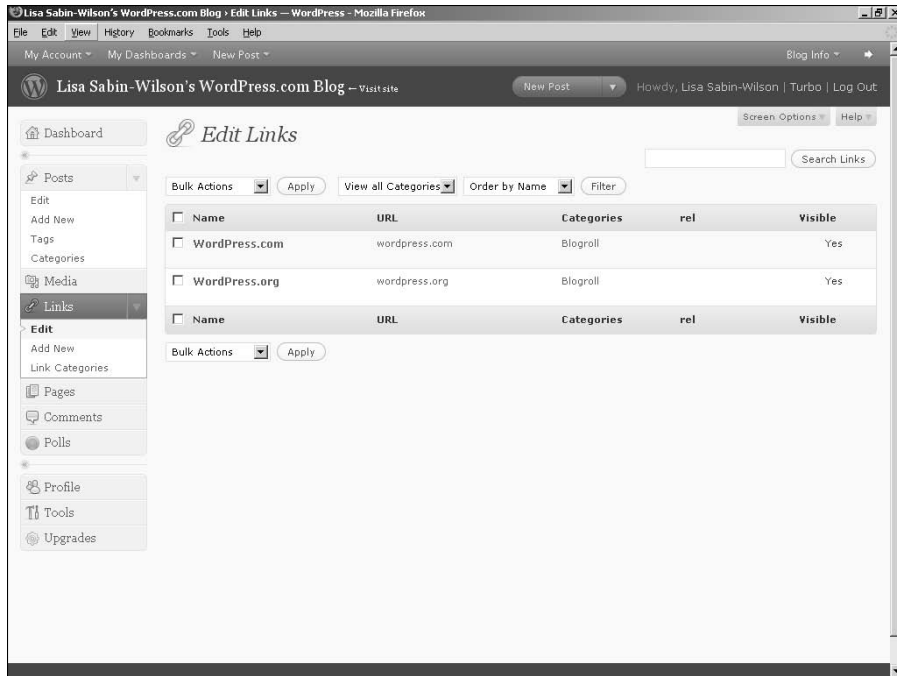 Lisa Sabin-Wilson's WordPress.com Blog › Edit Links — WordPress - Mozilla Firefox
File Edit View History Bookmarks Tools Help
My Account My Dashboards New Post Blog Info
Lisa Sabin-Wilson's WordPress.com Blog ← Visit site New Post Howdy, Lisa Sabin-Wilson | Turbo | Log Out
Screen Options Help
Dashboard
Edit Links
Search Links
Posts
Edit
Add New
Tags
Categories
Media
Links
Edit
Add New
Link Categories
Pages
Comments
Polls
Profile
Tools
Upgrades
Bulk Actions Apply View all Categories Order by Name Filter
Name URL Categories rel Visible
WordPress.com wordpress.com Blogroll Yes
WordPress.org wordpress.org Blogroll Yes
Name URL Categories rel Visible
Bulk Actions Apply